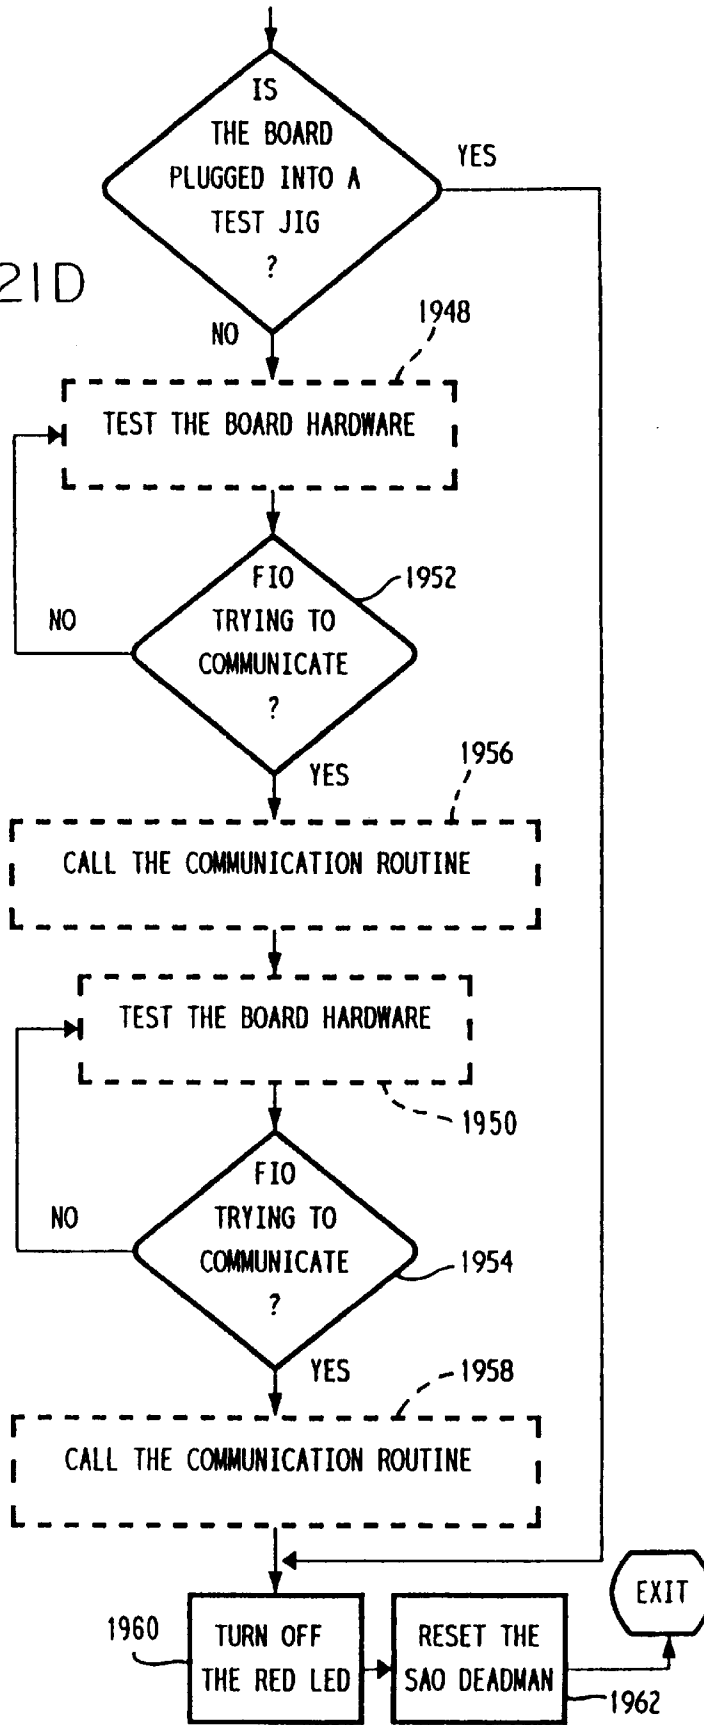 IS
THE BOARD
PLUGGED INTO A
TEST JIG
?
YES
21D
NO
1948
TEST THE BOARD HARDWARE
FIO
TRYING TO
COMMUNICATE
?
1952
NO
YES
1956
CALL THE COMMUNICATION ROUTINE
TEST THE BOARD HARDWARE
1950
FIO
TRYING TO
COMMUNICATE
?
NO
1954
YES
1958
CALL THE COMMUNICATION ROUTINE
EXIT
1960
TURN OFF
THE RED LED
RESET THE
SAO DEADMAN
1962